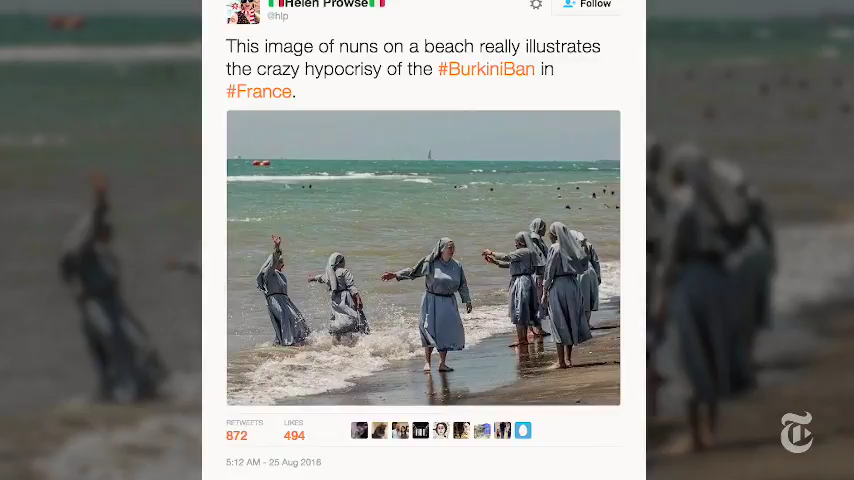 Helen Prowse
@hlp
Follow
This image of nuns on a beach really illustrates
the crazy hypocrisy of the #BurkiniBan in
#France.
RETWEETS
LIKES
872
494
5:12 AM - 25 Aug 2016
T